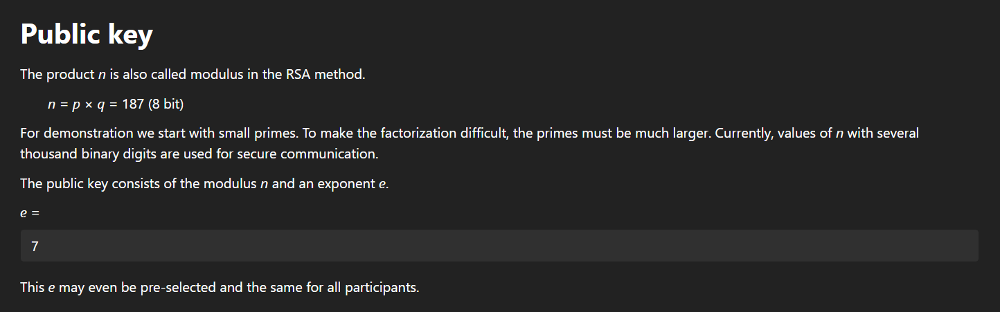 Public key
The product n is also called modulus in the RSA method.
n = p × q = 187 (8 bit)
For demonstration we start with small primes. To make the factorization difficult, the primes must be much larger. Currently, values of n with several
thousand binary digits are used for secure communication.
The public key consists of the modulus n and an exponent e.
e =
7
This e may even be pre-selected and the same for all participants.